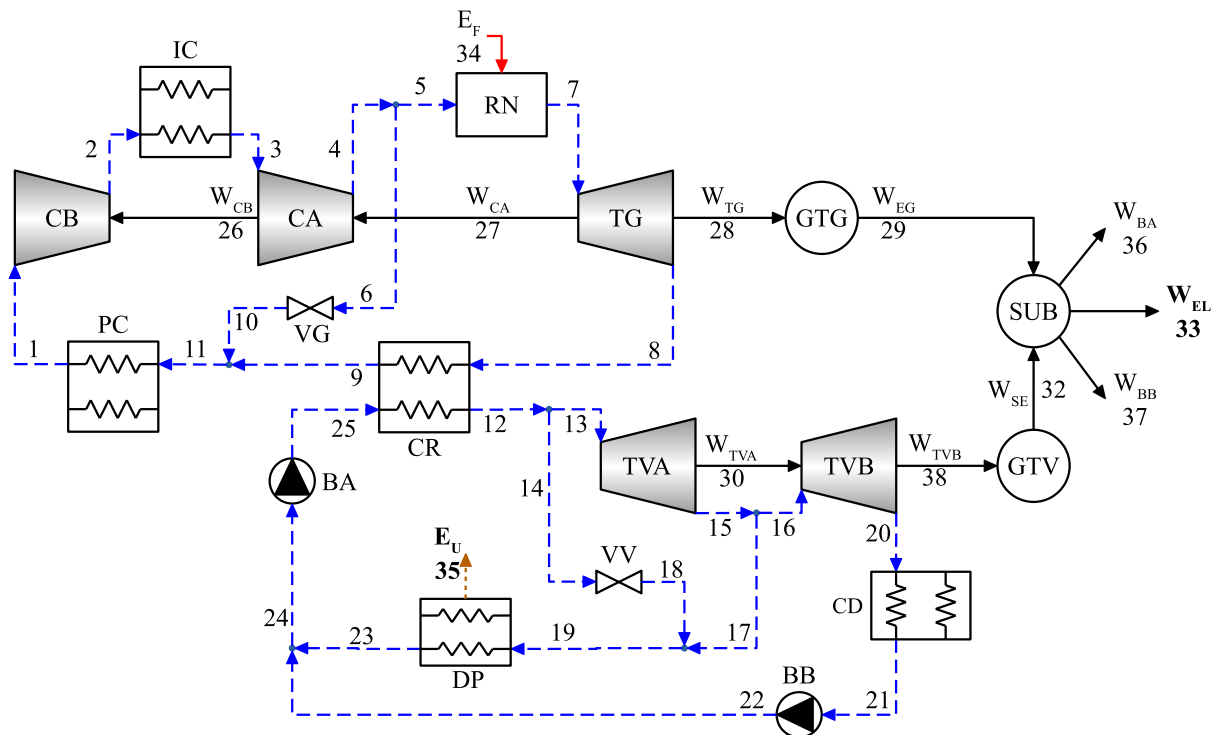 E_F
34
IC
5
7
RN
2
3
4
W_CB
26
W_CA
27
W_TG
28
W_EG
29
CB
CA
TG
GTG
W_BA
36
6
10
VG
SUB
W_EL
33
PC
1
11
9
8
W_SE
32
W_BB
37
25
12
13
CR
W_TVA
30
W_TVB
38
BA
TVA
TVB
GTV
14
15
16
20
E_U
35
VV
18
CD
24
23
19
17
DP
BB
22
21